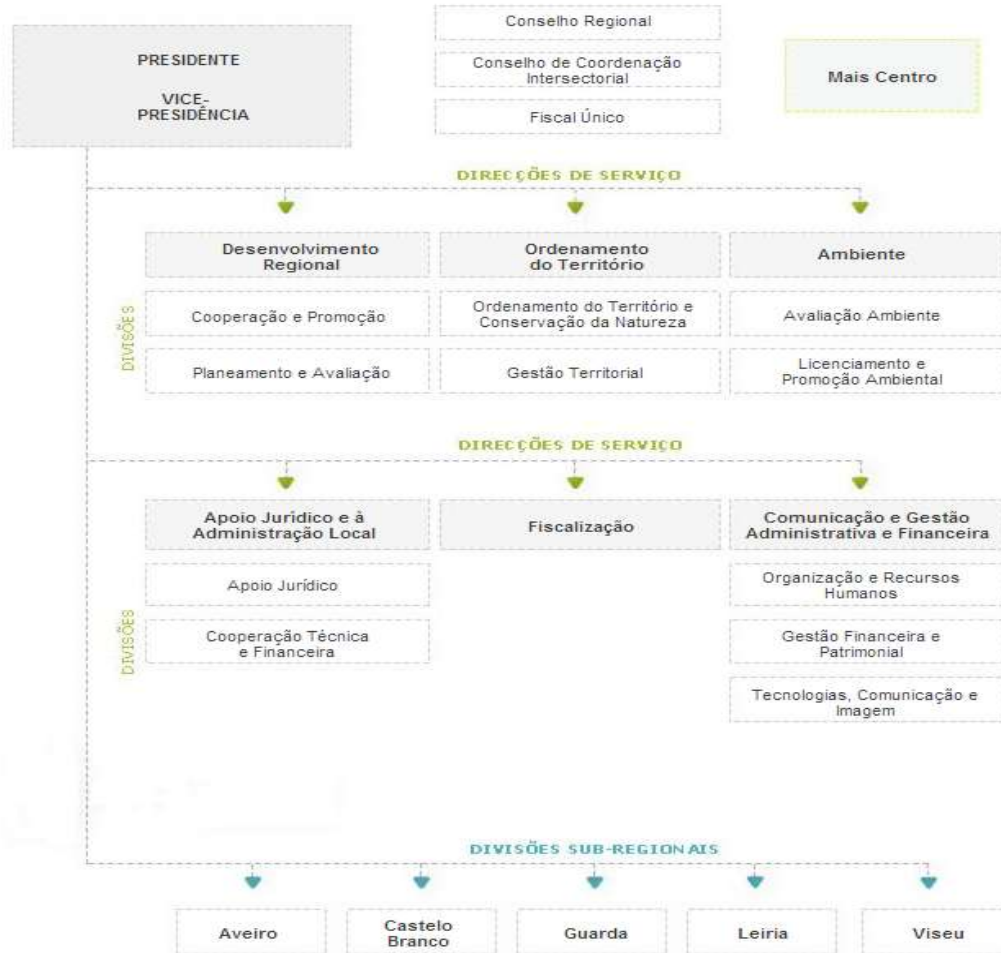 PRESIDENTE
VICE-
PRESIDÊNCIA
Conselho Regional
Conselho de Coordenação
Intersectorial
Fiscal Único
Mais Centro
DIRECÇÕES DE SERVIÇO
DIVISÕES
Desenvolvimento
Regional
Cooperação e Promoção
Planeamento e Avaliação
Ordenamento
do Território
Ordenamento do Território e
Conservação da Natureza
Gestão Territorial
Ambiente
Avaliação Ambiente
Licenciamento e
Promoção Ambiental
DIRECÇÕES DE SERVIÇO
DIVISÕES
Apoio Jurídico e à
Administração Local
Apoio Jurídico
Cooperação Técnica
e Financeira
Fiscalização
Comunicação e Gestão
Administrativa e Financeira
Organização e Recursos
Humanos
Gestão Financeira e
Patrimonial
Tecnologias, Comunicação e
Imagem
DIVISÕES SUB-REGIONAIS
Aveiro
Castelo
Branco
Guarda
Leiria
Viseu